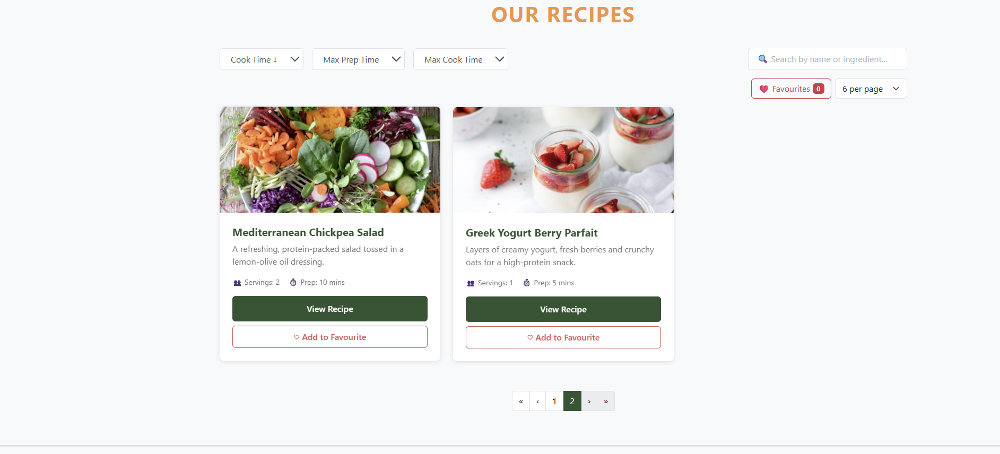 OUR RECIPES
Cook Time ↓
Max Prep Time
Max Cook Time
🔍 Search by name or ingredient...
Favourites 0
6 per page
Mediterranean Chickpea Salad
A refreshing, protein-packed salad tossed in a
lemon-olive oil dressing.
Servings: 2 Prep: 10 mins
View Recipe
♡ Add to Favourite
Greek Yogurt Berry Parfait
Layers of creamy yogurt, fresh berries and crunchy
oats for a high-protein snack.
Servings: 1 Prep: 5 mins
View Recipe
♡ Add to Favourite
« ‹ 1 2 › »